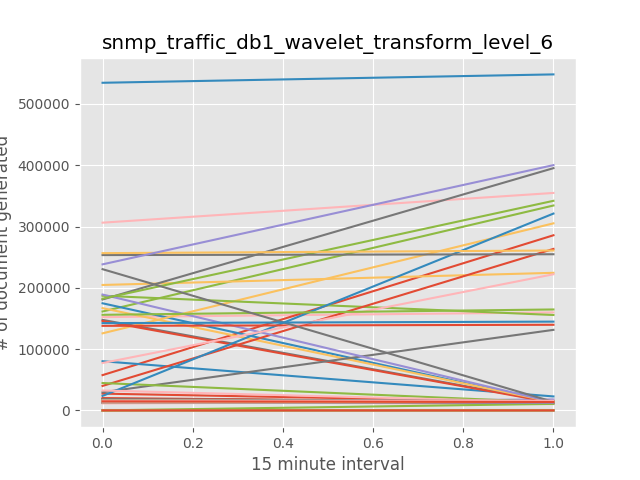 snmp_traffic_db1_wavelet_transform_level_6
# of document generated
500000
400000
300000
200000
100000
0
0.0 0.2 0.4 0.6 0.8 1.0
15 minute interval